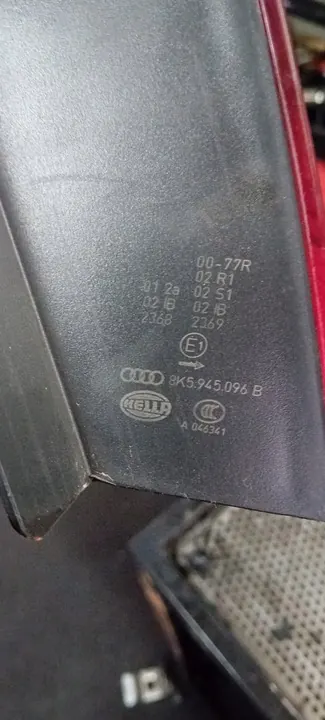 00-77R
02 R1
01 2a 02 S1
02 IB 02 IB
2368 2369
E1
8K5.945.096 B
HELLA
CCC
A 046341